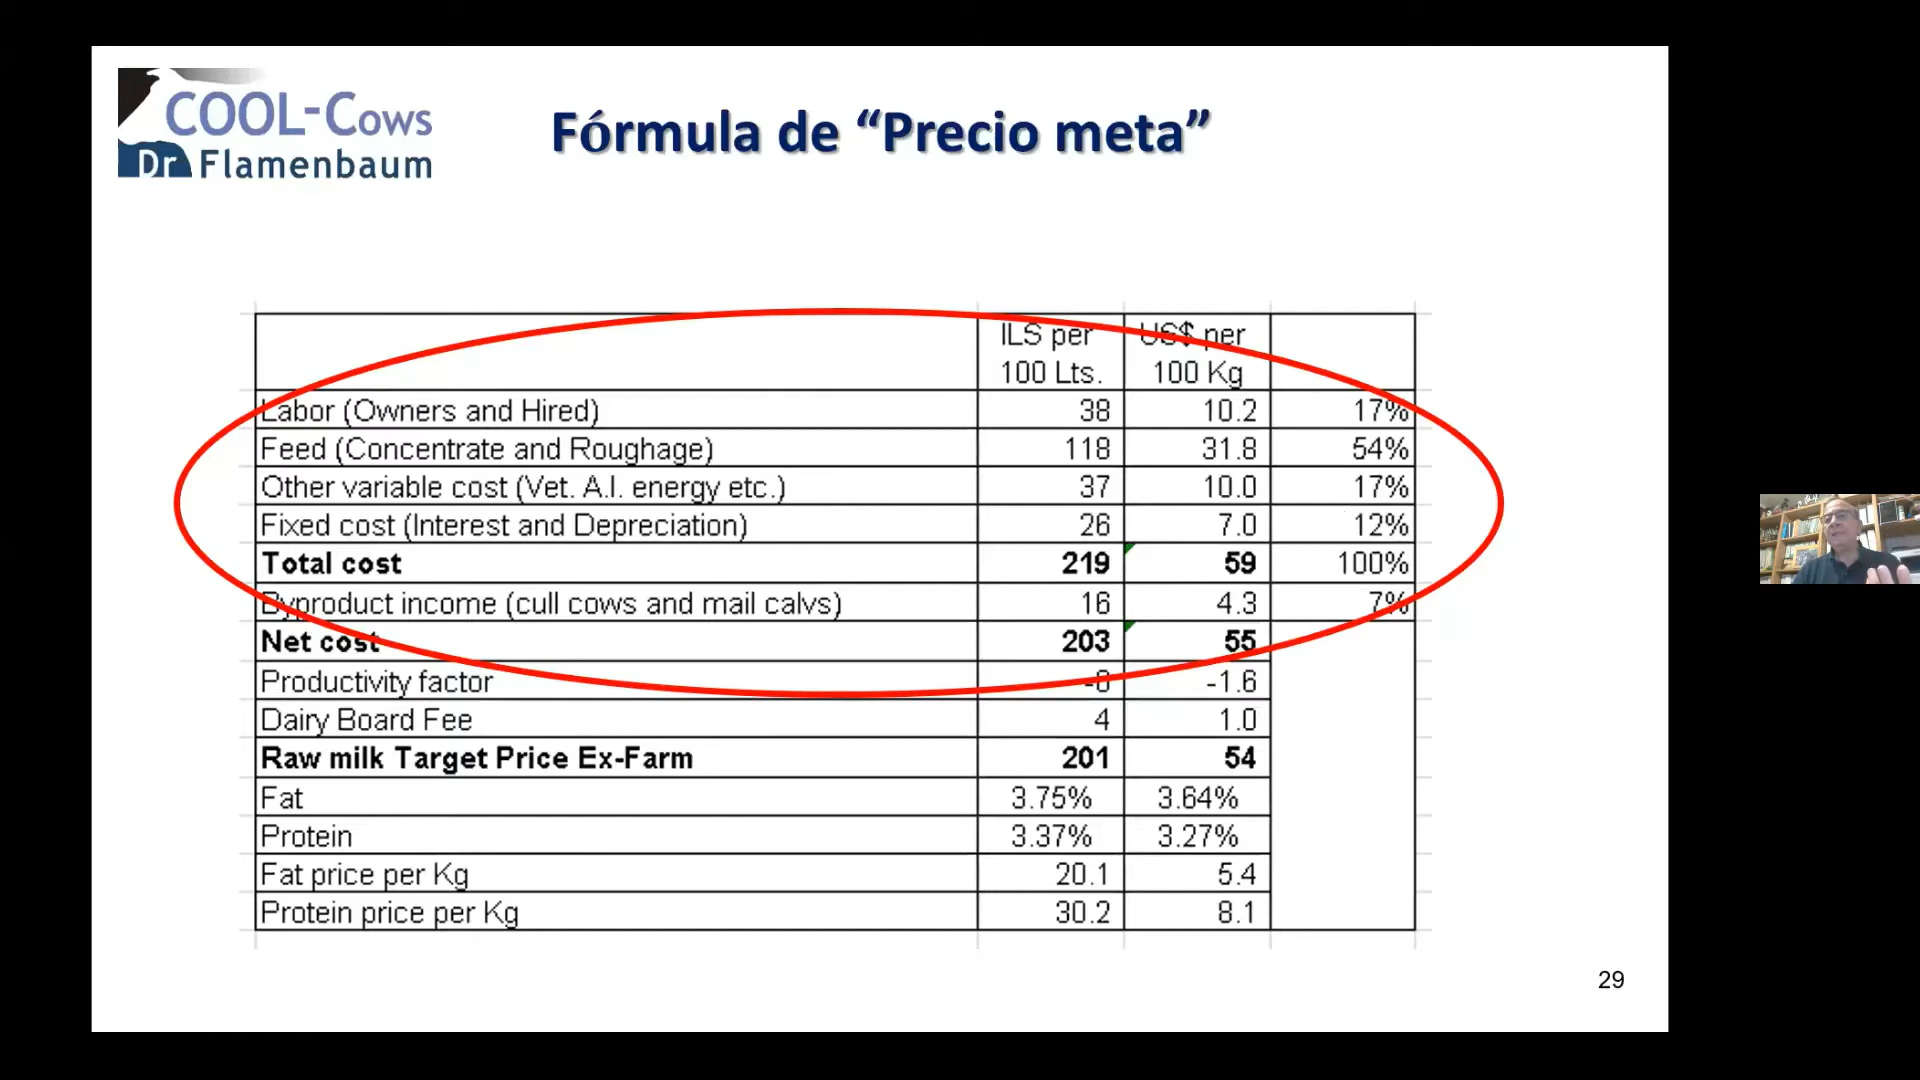 COOL-Cows
Dr Flamenbaum
Fórmula de “Precio meta”
ILS per 100 Lts. US$ per 100 Kg
Labor (Owners and Hired) 38 10.2 17%
Feed (Concentrate and Roughage) 118 31.8 54%
Other variable cost (Vet. A.I. energy etc.) 37 10.0 17%
Fixed cost (Interest and Depreciation) 26 7.0 12%
Total cost 219 59 100%
Byproduct income (cull cows and mail calvs) 16 4.3 7%
Net cost 203 55
Productivity factor -1.6
Dairy Board Fee 4 1.0
Raw milk Target Price Ex-Farm 201 54
Fat 3.75% 3.64%
Protein 3.37% 3.27%
Fat price per Kg 20.1 5.4
Protein price per Kg 30.2 8.1
29